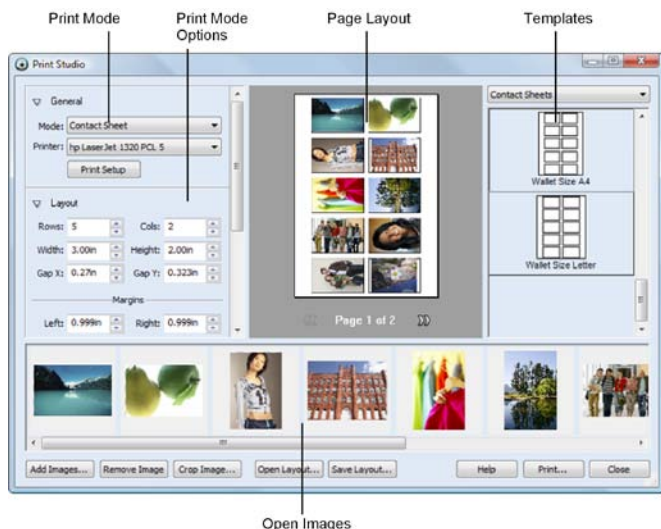 Print Mode
Print Mode Options
Page Layout
Templates
Print Studio
General
Mode: Contact Sheet
Printer: hp LaserJet 1320 PCL 5
Print Setup
Layout
Rows: 5 Cols: 2
Width: 3.00in Height: 2.00in
Gap X: 0.27in Gap Y: 0.323in
Margins
Left: 0.999in Right: 0.999in
Page 1 of 2
Contact Sheets
Wallet Size A4
Wallet Size Letter
Add Images... Remove Image Crop Image... Open Layout... Save Layout... Help Print... Close
Open Images